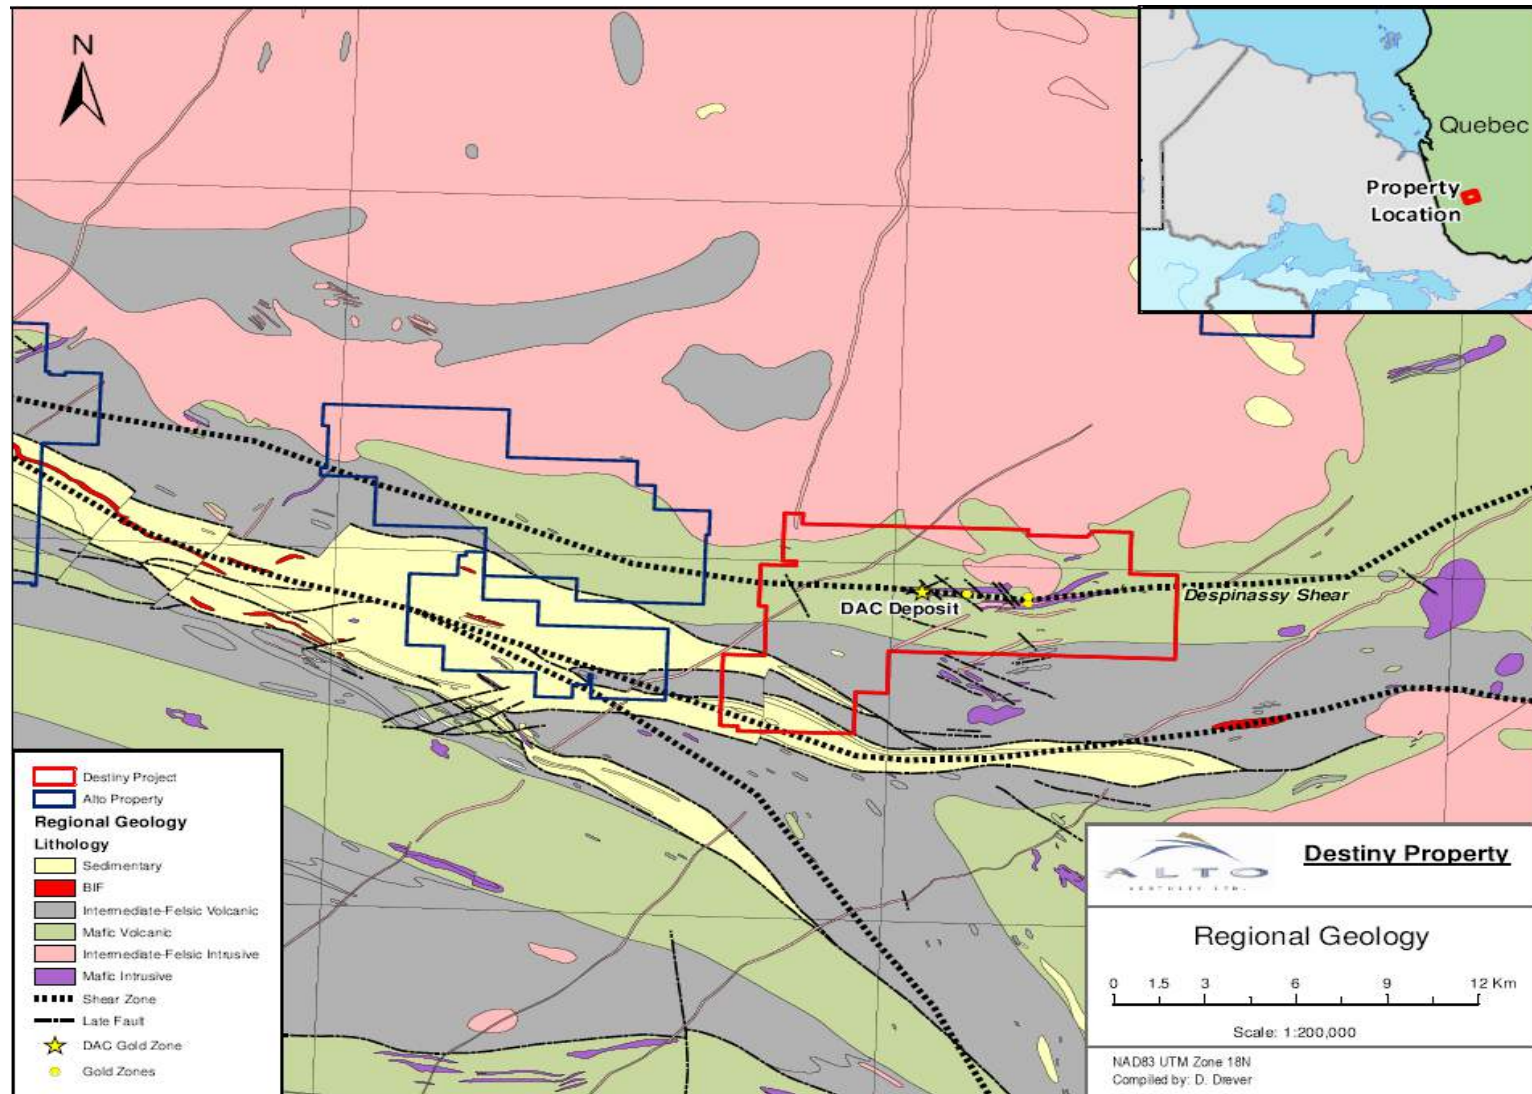 N
Quebec
Property
Location
DAC Deposit
Despinassy Shear
Destiny Project
Alto Property
Regional Geology
Lithology
Sedimentary
BIF
Intermediate-Felsic Volcanic
Mafic Volcanic
Intermediate-Felsic Intrusive
Mafic Intrusive
Shear Zone
Late Fault
DAC Gold Zone
Gold Zones
ALTO
VENTURES LTD.
Destiny Property
Regional Geology
0 1.5 3 6 9 12 Km
Scale: 1:200,000
NAD83 UTM Zone 18N
Compiled by: D. Drever